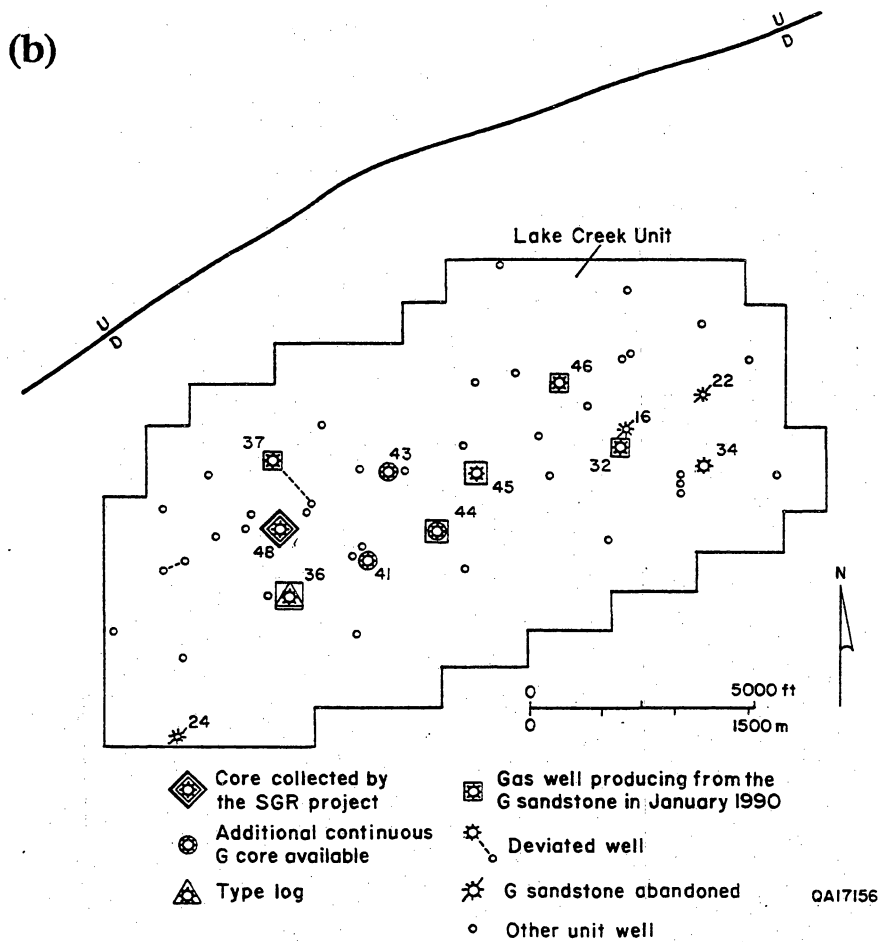 (b)
U
D
Lake Creek Unit
U
D
46
22
16
37
43
32
34
45
44
48
36
41
N
24
0
5000 ft
0
1500 m
Core collected by
the SGR project
Additional continuous
G core available
Type log
Gas well producing from the
G sandstone in January 1990
Deviated well
G sandstone abandoned
Other unit well
QA17156